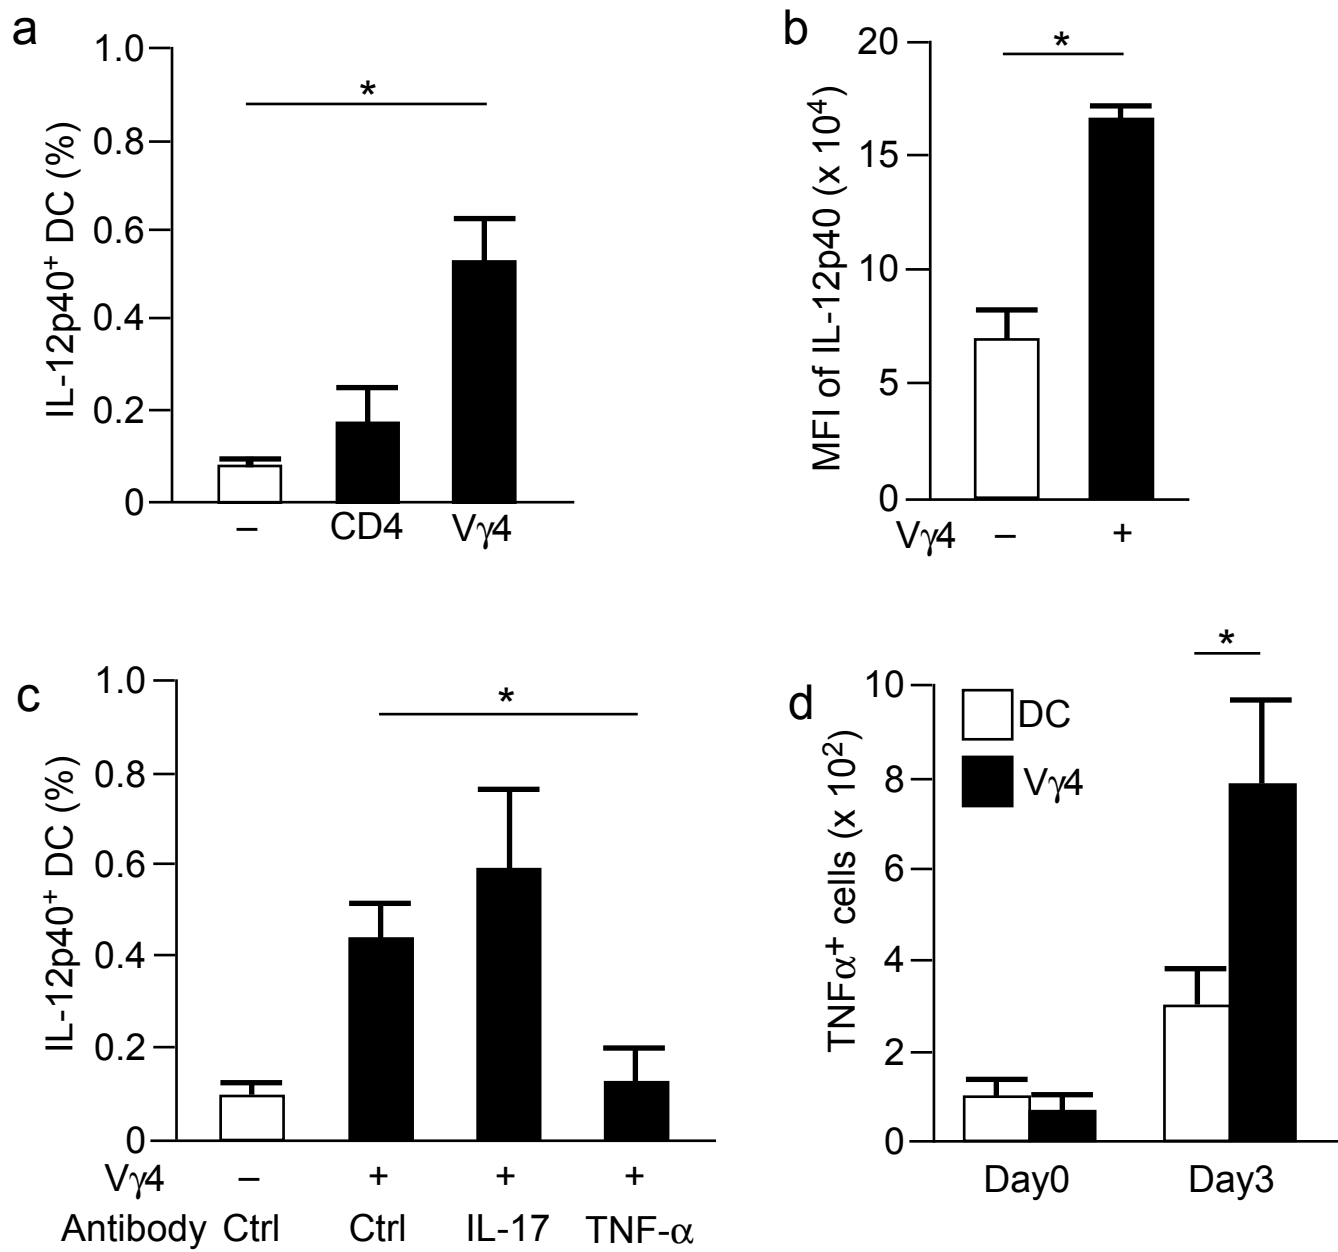 a
1.0
0.8
0.6
0.4
0.2
0
IL-12p40⁺ DC (%)
*
– CD4 Vγ4
b
20
15
10
5
0
MFI of IL-12p40 (x 10⁴)
*
Vγ4 – +
c
1.0
0.8
0.6
0.4
0.2
0
IL-12p40⁺ DC (%)
*
Vγ4 – + + +
Antibody Ctrl Ctrl IL-17 TNF-α
d
10
8
6
4
2
0
TNFα⁺ cells (x 10²)
DC
Vγ4
*
Day0 Day3